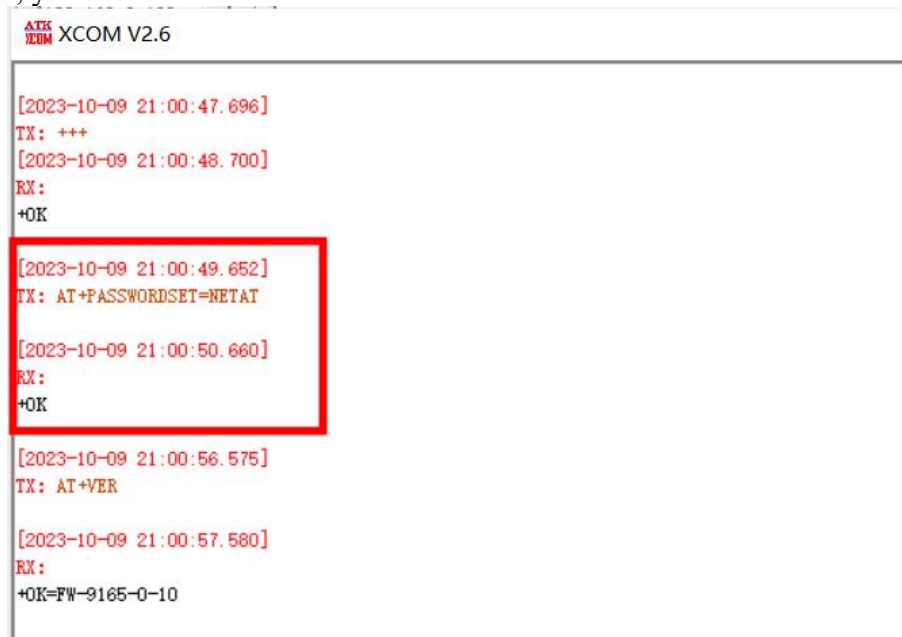 ATK
XCOM XCOM V2.6
[2023-10-09 21:00:47.696]
TX: +++
[2023-10-09 21:00:48.700]
RX:
+OK
[2023-10-09 21:00:49.652]
TX: AT+PASSWORDSET=NETAT
[2023-10-09 21:00:50.660]
RX:
+OK
[2023-10-09 21:00:56.575]
TX: AT+VER
[2023-10-09 21:00:57.580]
RX:
+OK=FW-9165-0-10